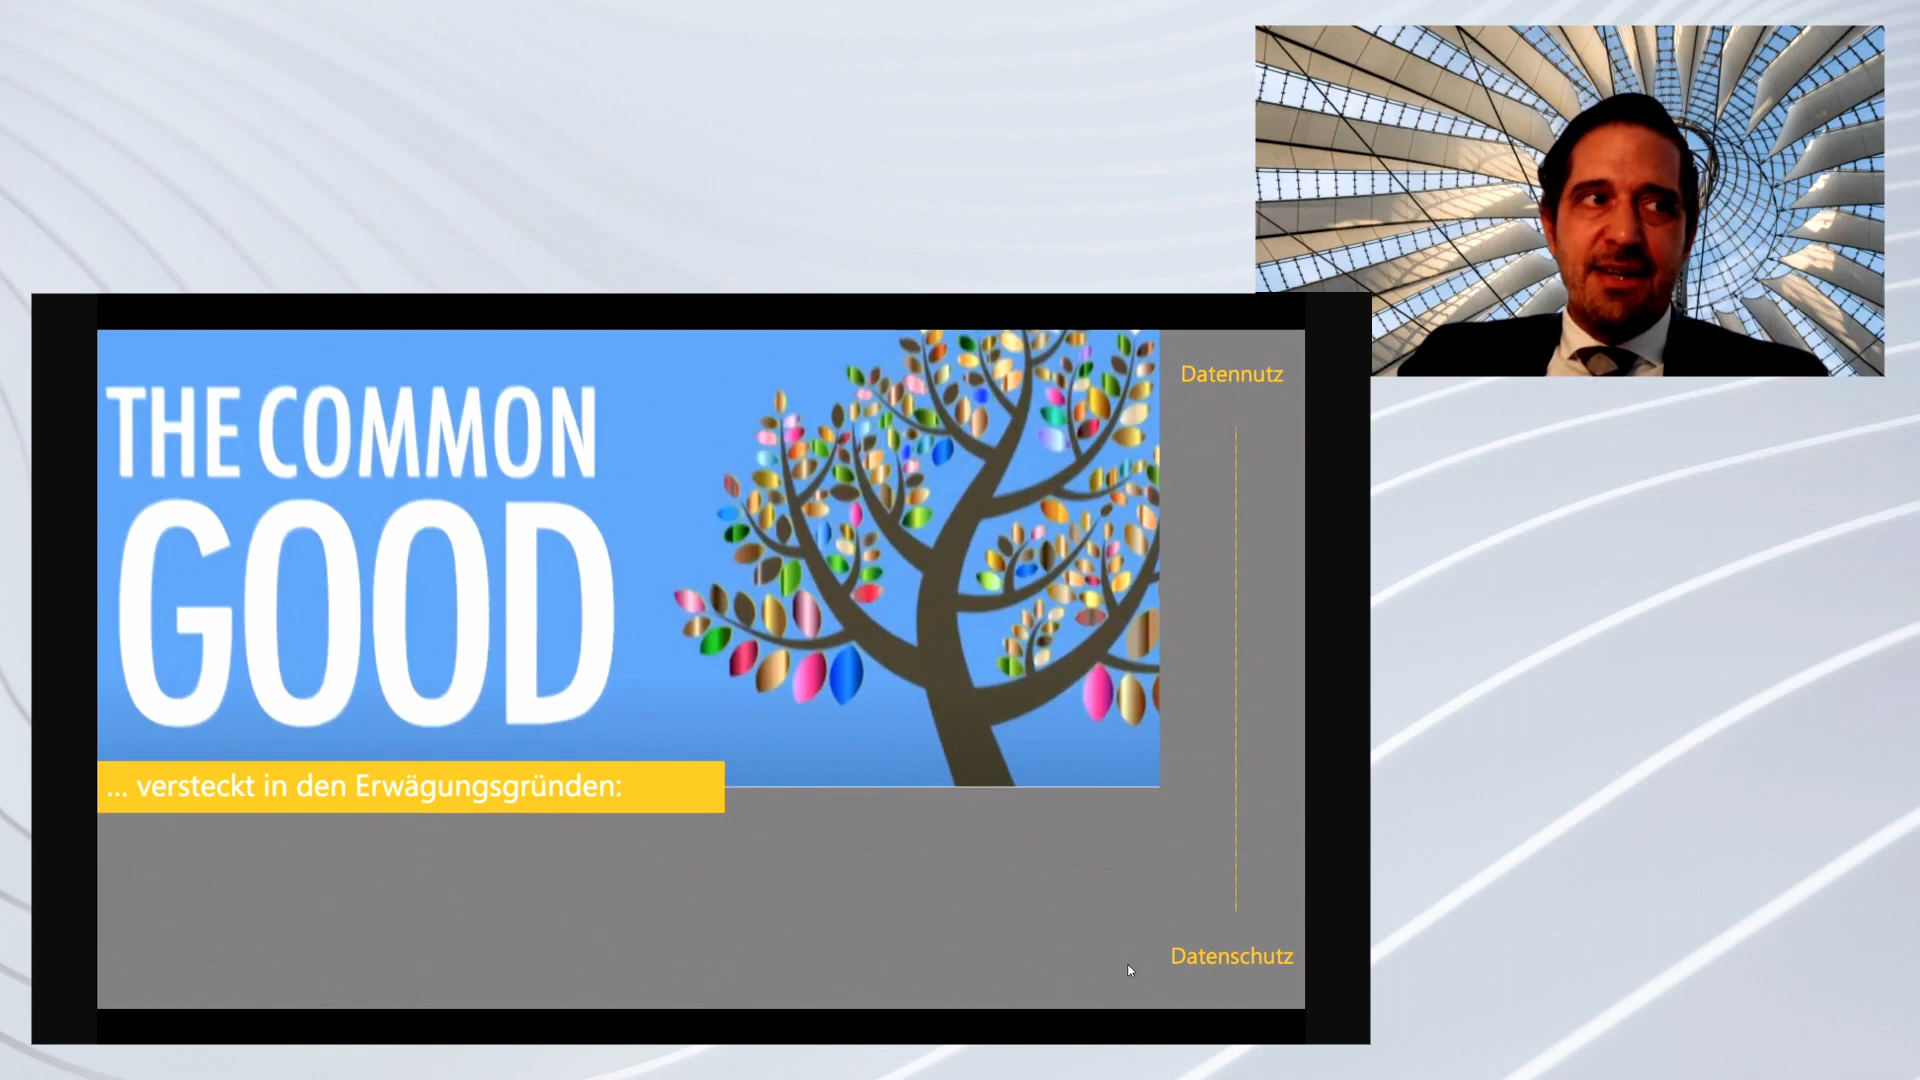 THE COMMON
GOOD
... versteckt in den Erwägungsgründen:
Datennutz
Datenschutz